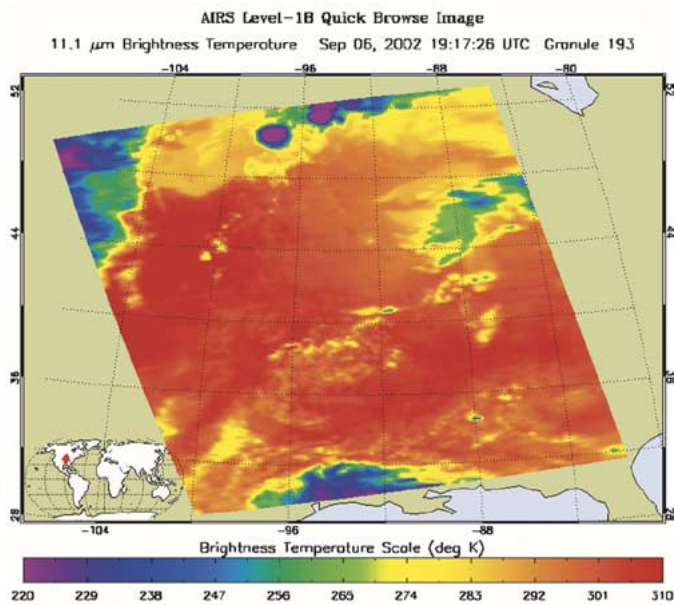 AIRS Level-1B Quick Browse Image
11.1 μm Brightness Temperature Sep 06, 2002 19:17:26 UTC Granule 193
-104 -96 -88 -80
52 52
44 44
36 36
28 28
-104 -96 -88
Brightness Temperature Scale (deg K)
220 229 238 247 256 265 274 283 292 301 310